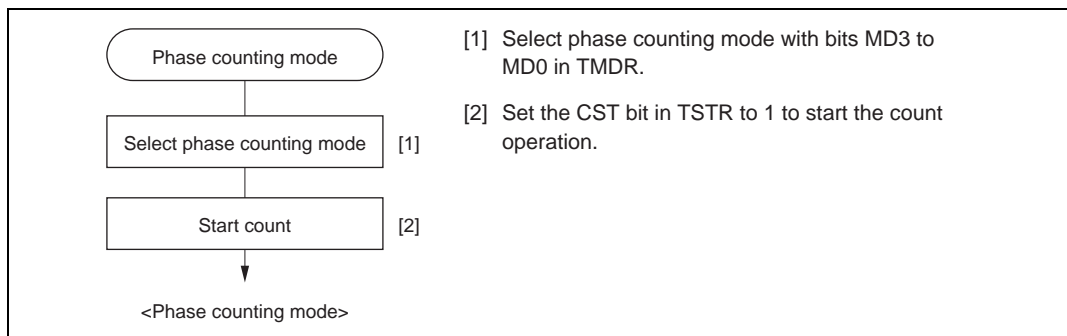 Phase counting mode
Select phase counting mode [1]
Start count [2]
<Phase counting mode>
[1] Select phase counting mode with bits MD3 to
MD0 in TMDR.
[2] Set the CST bit in TSTR to 1 to start the count
operation.